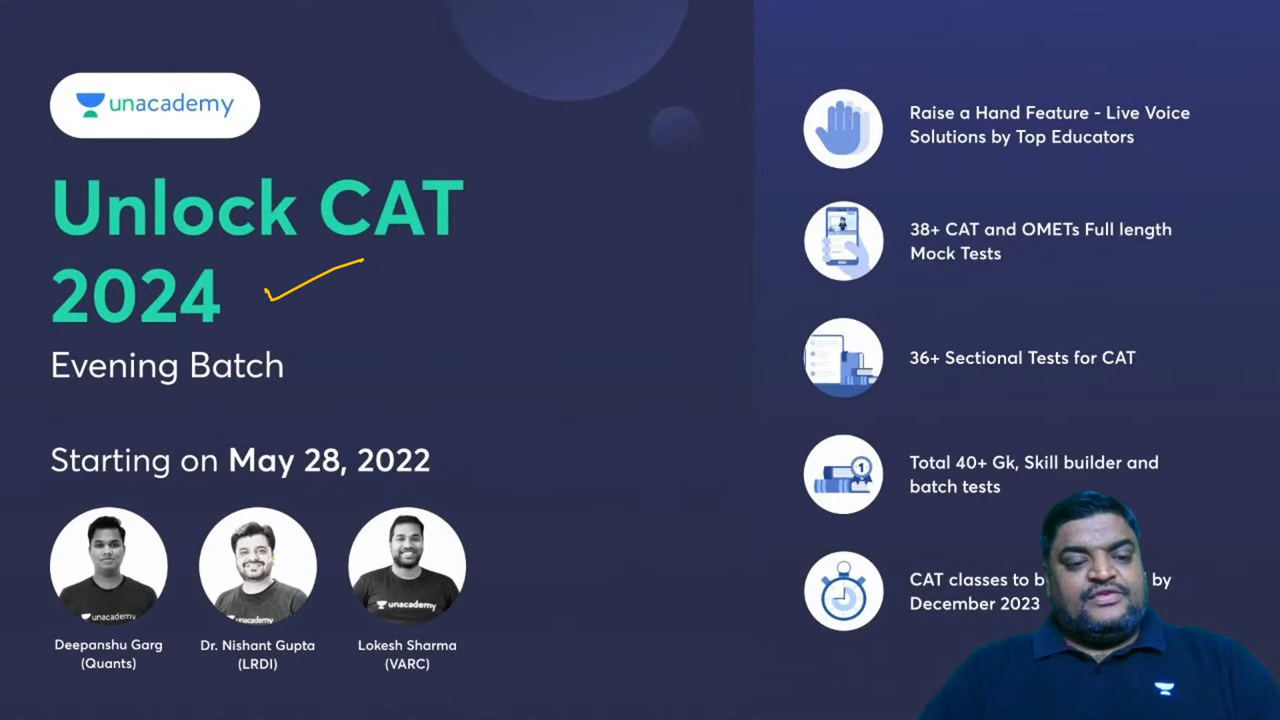 unacademy
Unlock CAT
2024
Evening Batch
Starting on May 28, 2022
unacademy
unacademy
unacademy
Deepanshu Garg
(Quants)
Dr. Nishant Gupta
(LRDI)
Lokesh Sharma
(VARC)
Raise a Hand Feature - Live Voice
Solutions by Top Educators
38+ CAT and OMETs Full length
Mock Tests
36+ Sectional Tests for CAT
1
Total 40+ Gk, Skill builder and
batch tests
CAT classes to by
December 2023